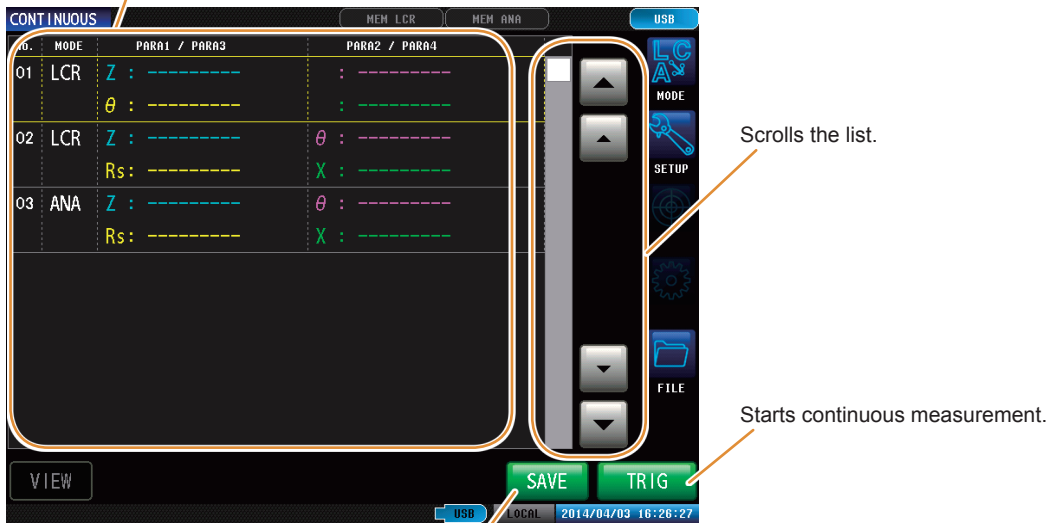 CONTINUOUS MEM LCR MEM ANA USB
No. MODE PARA1 / PARA3 PARA2 / PARA4
01 LCR Z : --------- : ---------
θ : --------- : ---------
02 LCR Z : --------- θ : ---------
Rs: --------- X : ---------
03 ANA Z : --------- θ : ---------
Rs: --------- X : ---------
LCA
MODE
SETUP
FILE
Scrolls the list.
Starts continuous measurement.
VIEW SAVE TRIG
USB LOCAL 2014/04/03 16:26:27